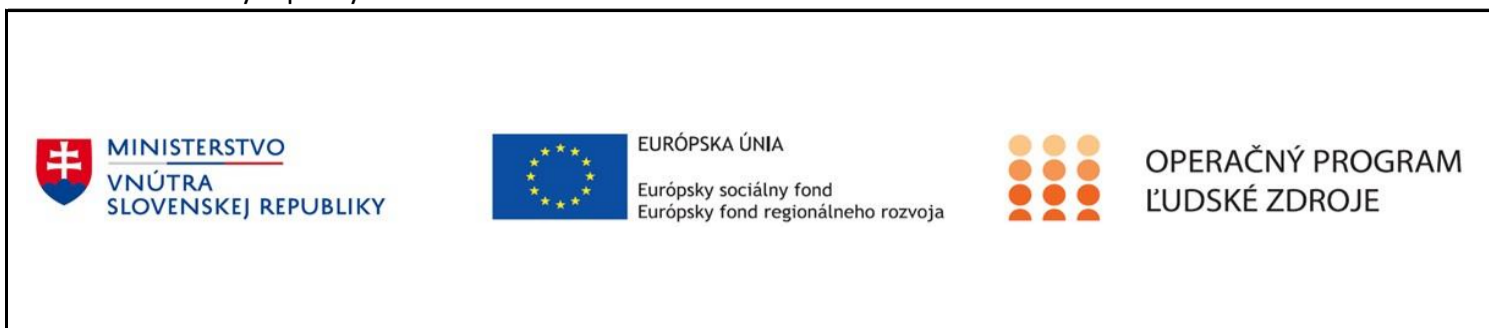 MINISTERSTVO
VNÚTRA
SLOVENSKEJ REPUBLIKY
EURÓPSKA ÚNIA
Európsky sociálny fond
Európsky fond regionálneho rozvoja
OPERAČNÝ PROGRAM
ĽUDSKÉ ZDROJE